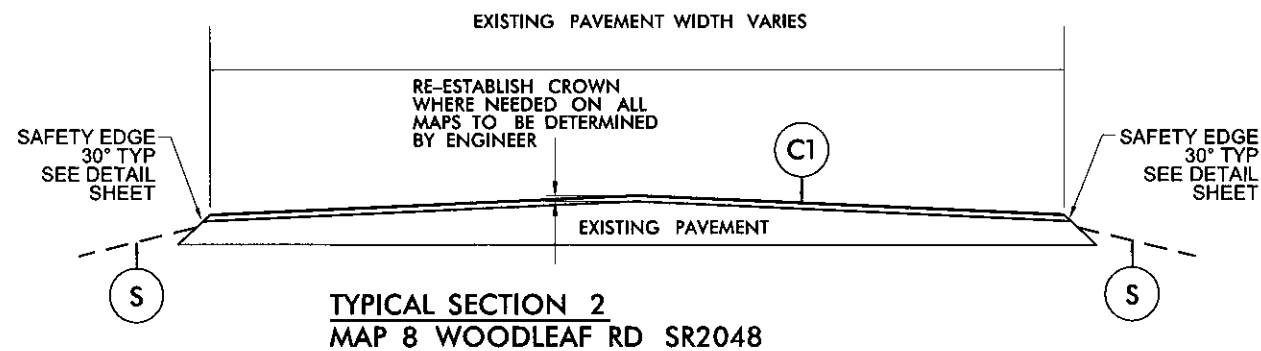 EXISTING PAVEMENT WIDTH VARIES
RE-ESTABLISH CROWN
WHERE NEEDED ON ALL
MAPS TO BE DETERMINED
BY ENGINEER
SAFETY EDGE
30° TYP
SEE DETAIL
SHEET
C1
SAFETY EDGE
30° TYP
SEE DETAIL
SHEET
EXISTING PAVEMENT
S
S
TYPICAL SECTION 2
MAP 8 WOODLEAF RD SR2048